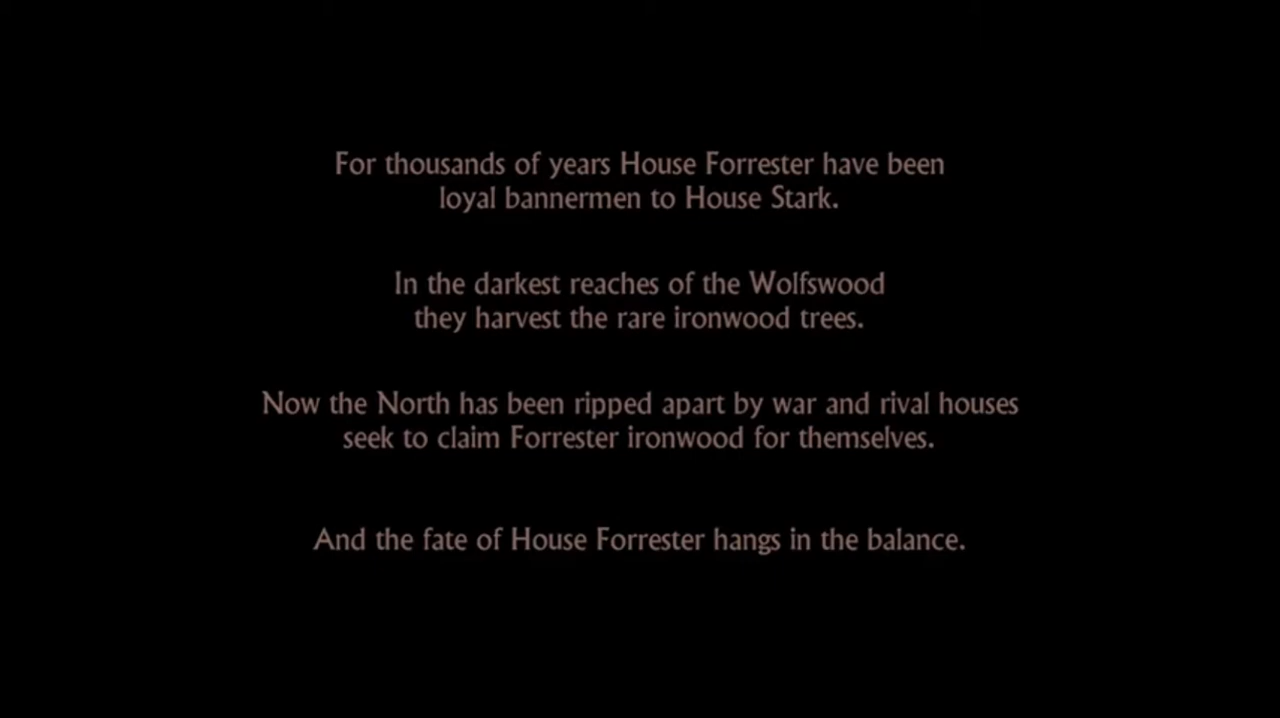 For thousands of years House Forrester have been
loyal bannermen to House Stark.
In the darkest reaches of the Wolfswood
they harvest the rare ironwood trees.
Now the North has been ripped apart by war and rival houses
seek to claim Forrester ironwood for themselves.
And the fate of House Forrester hangs in the balance.